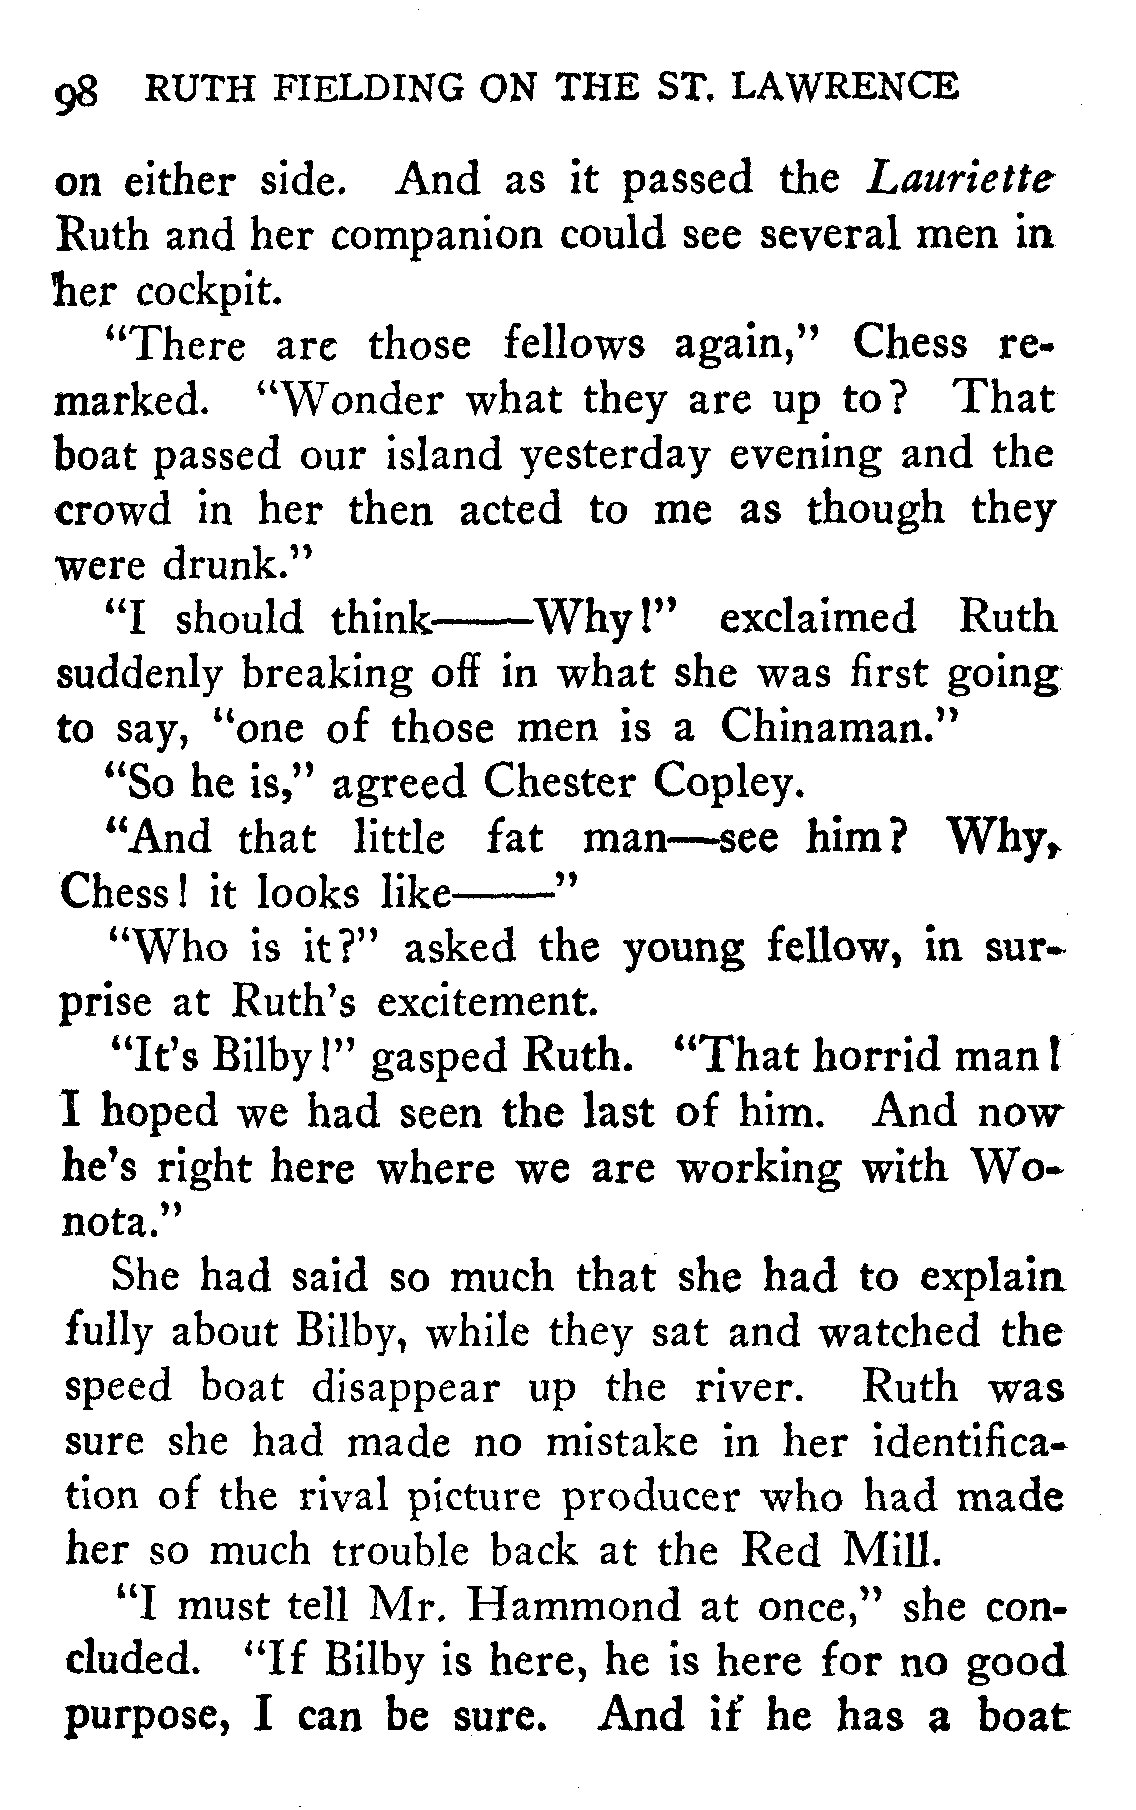 98 RUTH FIELDING ON THE ST. LAWRENCE
on either side. And as it passed the Lauriette
Ruth and her companion could see several men in
her cockpit.
“There are those fellows again,” Chess re-
marked. “Wonder what they are up to? That
boat passed our island yesterday evening and the
crowd in her then acted to me as though they
were drunk.”
“I should think——Why!” exclaimed Ruth
suddenly breaking off in what she was first going
to say, “one of those men is a Chinaman.”
“So he is,” agreed Chester Copley.
“And that little fat man—see him? Why,
Chess! it looks like——”
“Who is it?” asked the young fellow, in sur-
prise at Ruth’s excitement.
“It’s Bilby!” gasped Ruth. “That horrid man!
I hoped we had seen the last of him. And now
he’s right here where we are working with Wo-
nota.”
She had said so much that she had to explain
fully about Bilby, while they sat and watched the
speed boat disappear up the river. Ruth was
sure she had made no mistake in her identifica-
tion of the rival picture producer who had made
her so much trouble back at the Red Mill.
“I must tell Mr. Hammond at once,” she con-
cluded. “If Bilby is here, he is here for no good
purpose, I can be sure. And if he has a boat